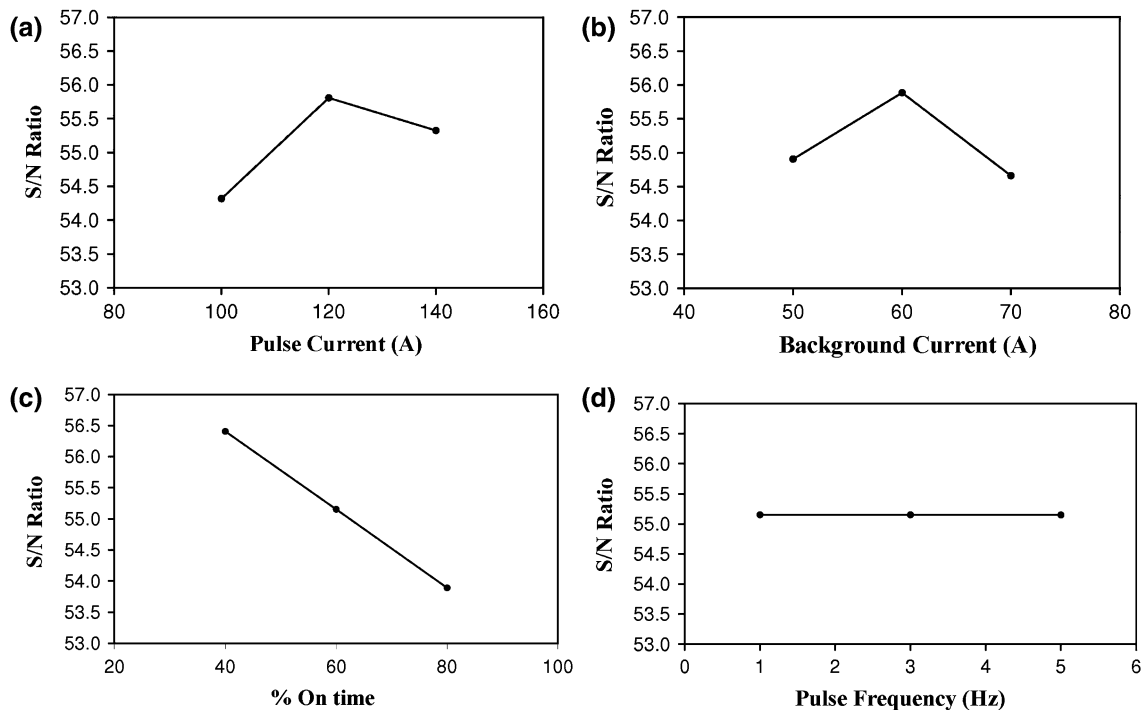 (a)
57.0
56.5
56.0
55.5
55.0
54.5
54.0
53.5
53.0
S/N Ratio
80 100 120 140 160
Pulse Current (A)
(b)
57.0
56.5
56.0
55.5
55.0
54.5
54.0
53.5
53.0
S/N Ratio
40 50 60 70 80
Background Current (A)
(c)
57.0
56.5
56.0
55.5
55.0
54.5
54.0
53.5
53.0
S/N Ratio
20 40 60 80 100
% On time
(d)
57.0
56.5
56.0
55.5
55.0
54.5
54.0
53.5
53.0
S/N Ratio
0 1 2 3 4 5 6
Pulse Frequency (Hz)